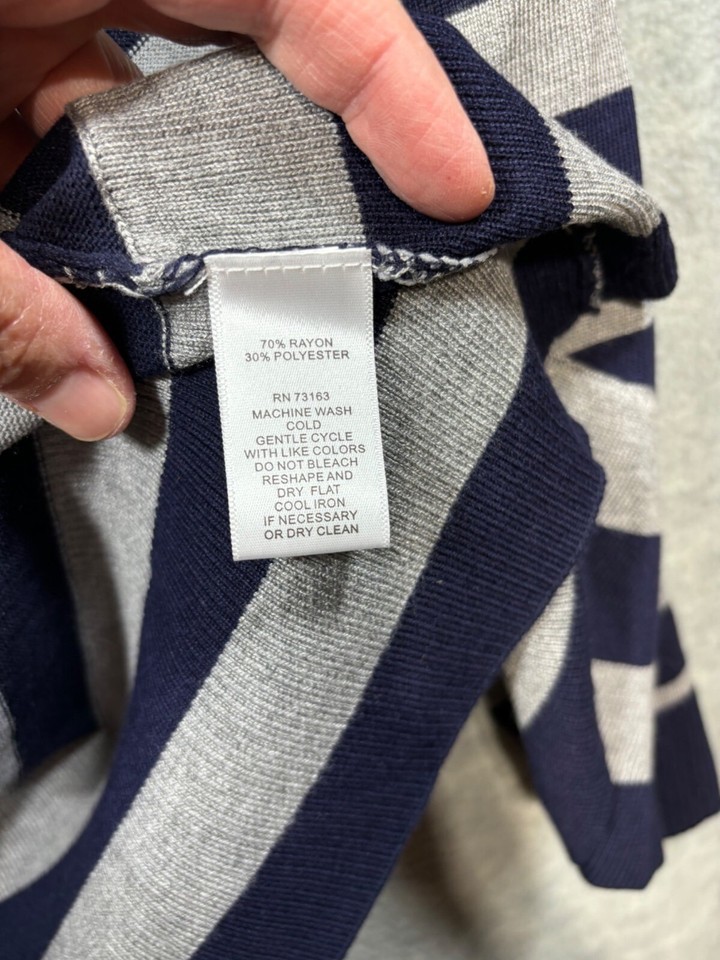 70% RAYON
30% POLYESTER
RN 73163
MACHINE WASH
COLD
GENTLE CYCLE
WITH LIKE COLORS
DO NOT BLEACH
RESHAPE AND
DRY FLAT
COOL IRON
IF NECESSARY
OR DRY CLEAN